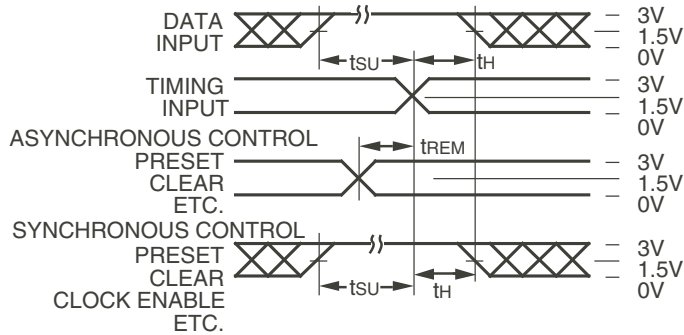 DATA
INPUT
3V
1.5V
0V
tSU
tH
TIMING
INPUT
3V
1.5V
0V
ASYNCHRONOUS CONTROL
PRESET
CLEAR
ETC.
tREM
3V
1.5V
0V
SYNCHRONOUS CONTROL
PRESET
CLEAR
CLOCK ENABLE
ETC.
tSU
tH
3V
1.5V
0V